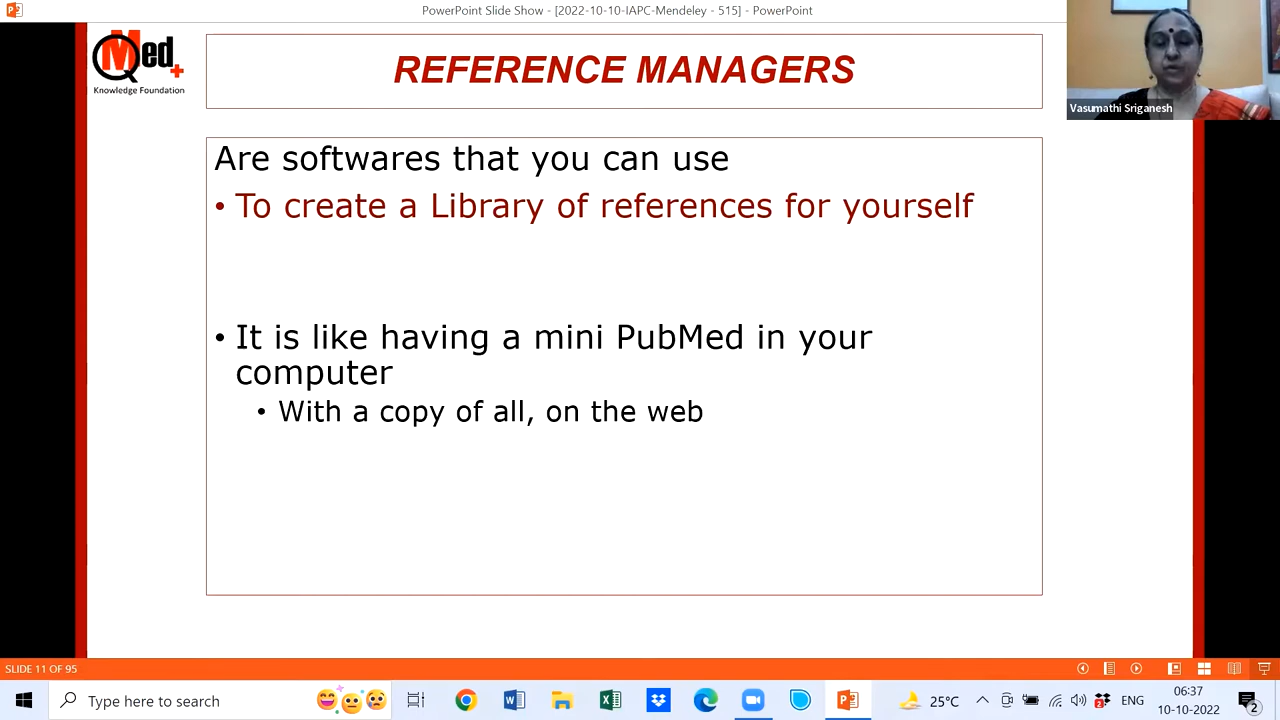 PowerPoint Slide Show - [2022-10-10-IAPC-Mendeley - 515] - PowerPoint
QMed
Knowledge Foundation
REFERENCE MANAGERS
Vasumathi Sriganesh
Are softwares that you can use
• To create a Library of references for yourself
• It is like having a mini PubMed in your
computer
• With a copy of all, on the web
SLIDE 11 OF 95
Type here to search
25°C
ENG
06:37
10-10-2022
2
2